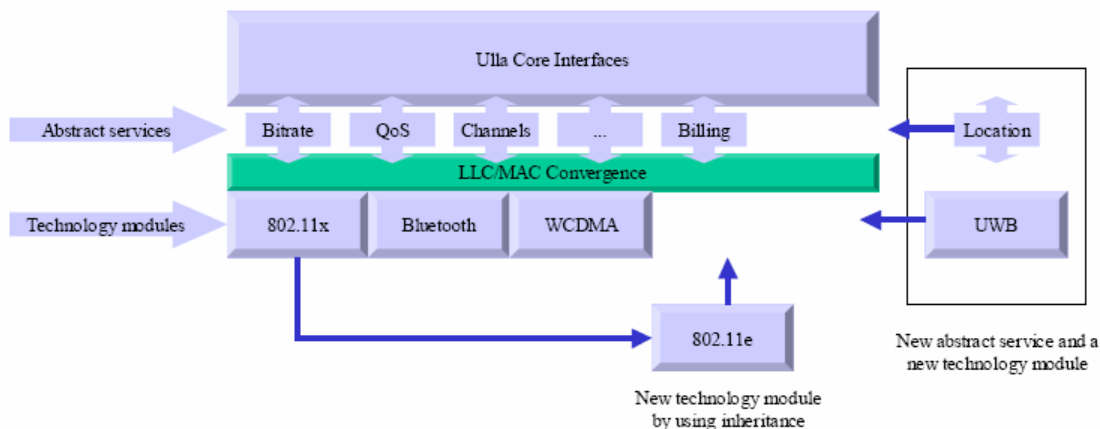 Ulla Core Interfaces
Abstract services
Bitrate
QoS
Channels
...
Billing
Location
LLC/MAC Convergence
Technology modules
802.11x
Bluetooth
WCDMA
UWB
802.11e
New abstract service and a
new technology module
New technology module
by using inheritance